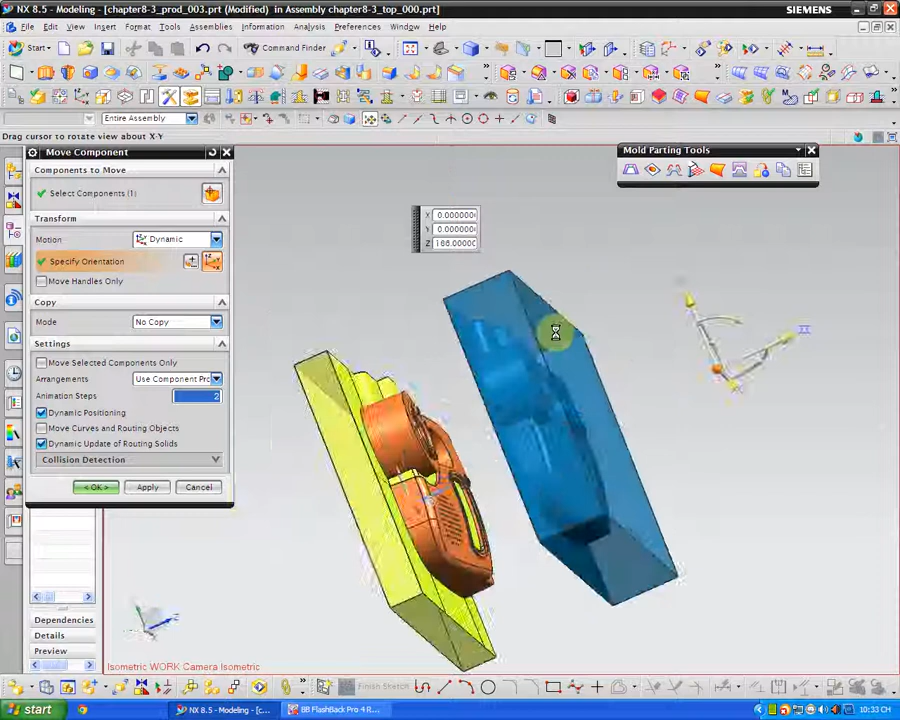 NX 8.5 - Modeling - [chapter8-3_prod_003.prt (Modified) in Assembly chapter8-3_top_000.prt]
SIEMENS
File Edit View Insert Format Tools Assemblies Information Analysis Preferences Window Help
Start Command Finder
Entire Assembly
Drag cursor to rotate view about X-Y
Move Component
Mold Parting Tools
Components to Move
Select Components (1)
Transform
Motion Dynamic
Specify Orientation
Move Handles Only
Copy
Mode No Copy
Settings
Move Selected Components Only
Arrangements Use Component Prc
Animation Steps 2
Dynamic Positioning
Move Curves and Routing Objects
Dynamic Update of Routing Solids
Collision Detection
< OK > Apply Cancel
X 0.000000(
Y 0.000000(
Z 188.0000(
Dependencies
Details
Preview
Isometric WORK Camera Isometric
Finish Sketch
start
NX 8.5 - Modeling - [c...
BB FlashBack Pro 4 R...
10:33 CH